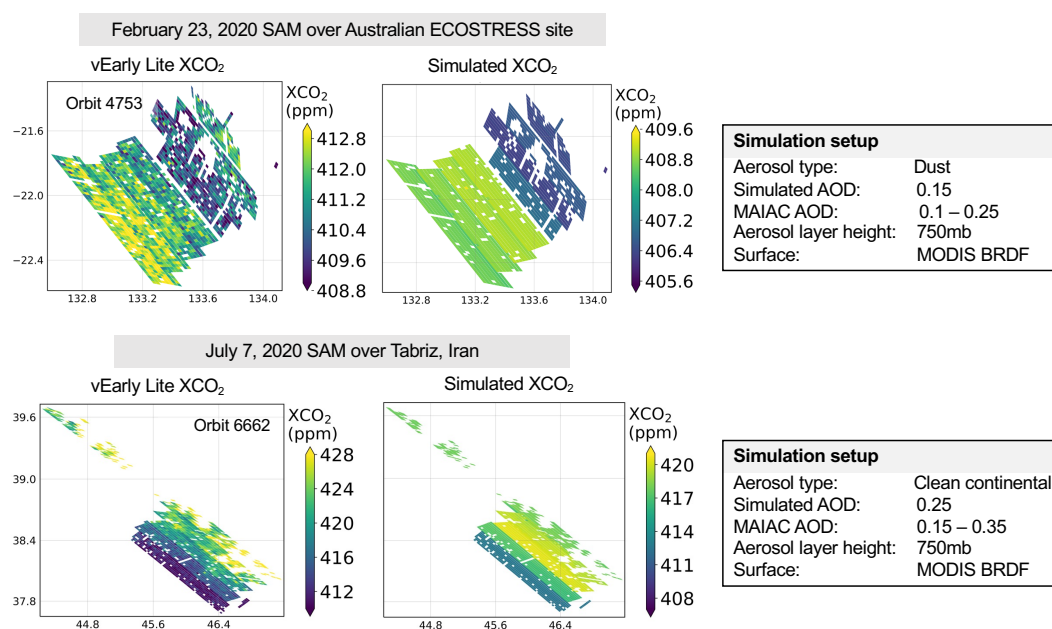 February 23, 2020 SAM over Australian ECOSTRESS site
vEarly Lite XCO₂
Simulated XCO₂
Orbit 4753
XCO₂
(ppm)
412.8
412.0
411.2
410.4
409.6
408.8
−21.6
−22.0
−22.4
132.8 133.2 133.6 134.0
XCO₂
(ppm)
409.6
408.8
408.0
407.2
406.4
405.6
132.8 133.2 133.6 134.0
Simulation setup
Aerosol type: Dust
Simulated AOD: 0.15
MAIAC AOD: 0.1 – 0.25
Aerosol layer height: 750mb
Surface: MODIS BRDF
July 7, 2020 SAM over Tabriz, Iran
vEarly Lite XCO₂
Simulated XCO₂
Orbit 6662
XCO₂
(ppm)
428
424
420
416
412
39.6
39.0
38.4
37.8
44.8 45.6 46.4
XCO₂
(ppm)
420
417
414
411
408
44.8 45.6 46.4
Simulation setup
Aerosol type: Clean continental
Simulated AOD: 0.25
MAIAC AOD: 0.15 – 0.35
Aerosol layer height: 750mb
Surface: MODIS BRDF